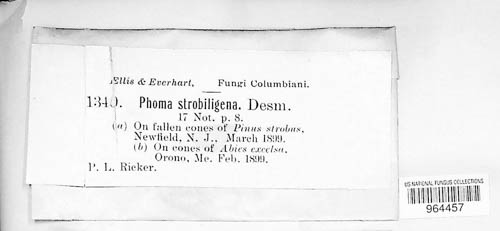 Ellis & Everhart, Fungi Columbiani.
1340. Phoma strobiligena. Desm.
17 Not. p. 8.
(a) On fallen cones of Pinus strobus,
Newfield, N. J., March 1899.
(b) On cones of Abies excelsa,
Orono, Me. Feb. 1899.
P. L. Ricker.
US NATIONAL FUNGUS COLLECTIONS
964457